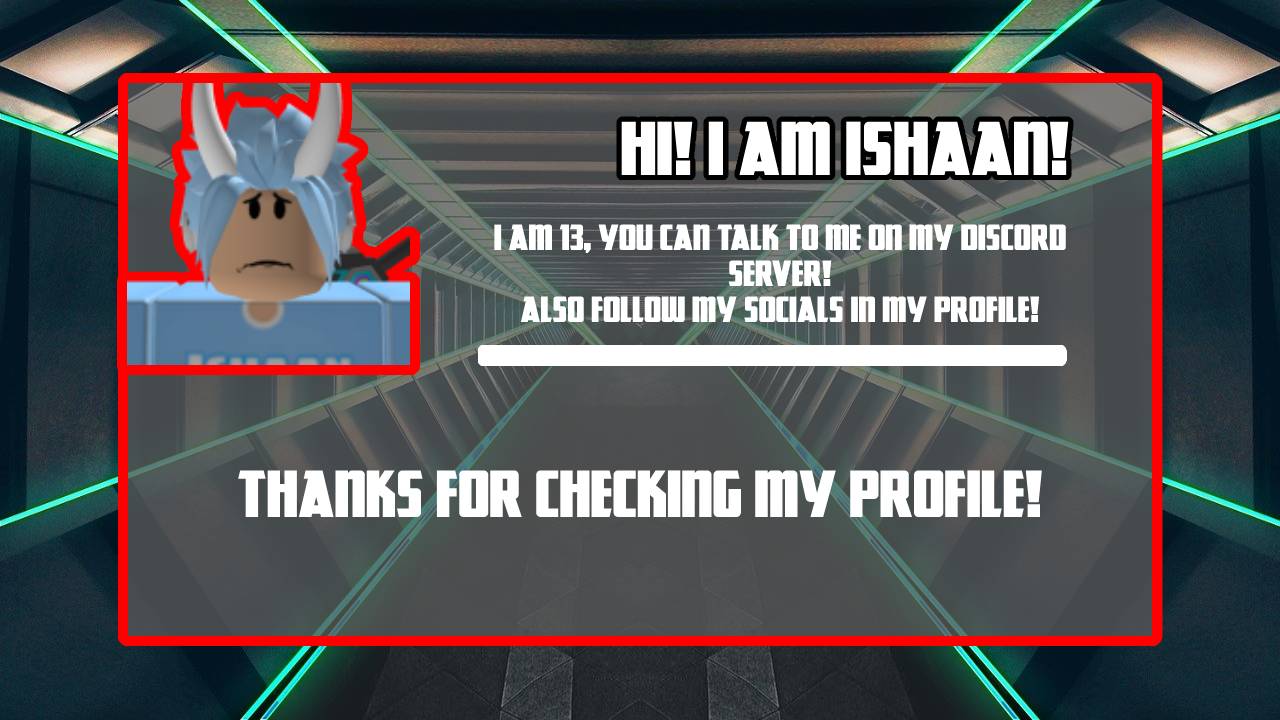 HI! I AM ISHAAN!
I AM 13, YOU CAN TALK TO ME ON MY DISCORD
SERVER!
ALSO FOLLOW MY SOCIALS IN MY PROFILE!
ISHAAN
THANKS FOR CHECKING MY PROFILE!